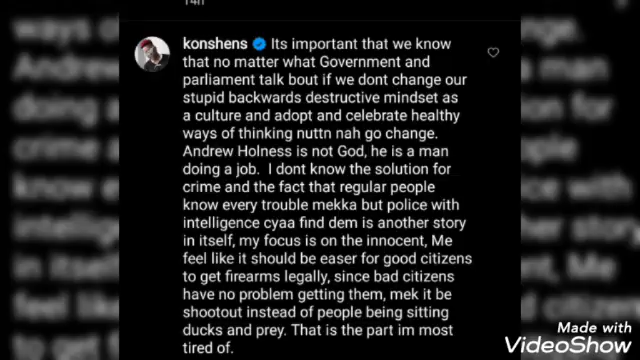 14h
konshens Its important that we know
that no matter what Government and
parliament talk bout if we dont change our
stupid backwards destructive mindset as
a culture and adopt and celebrate healthy
ways of thinking nuttn nah go change.
Andrew Holness is not God, he is a man
doing a job. I dont know the solution for
crime and the fact that regular people
know every trouble mekka but police with
intelligence cyaa find dem is another story
in itself, my focus is on the innocent, Me
feel like it should be easer for good citizens
to get firearms legally, since bad citizens
have no problem getting them, mek it be
shootout instead of people being sitting
ducks and prey. That is the part im most
tired of.
Made with
VideoShow